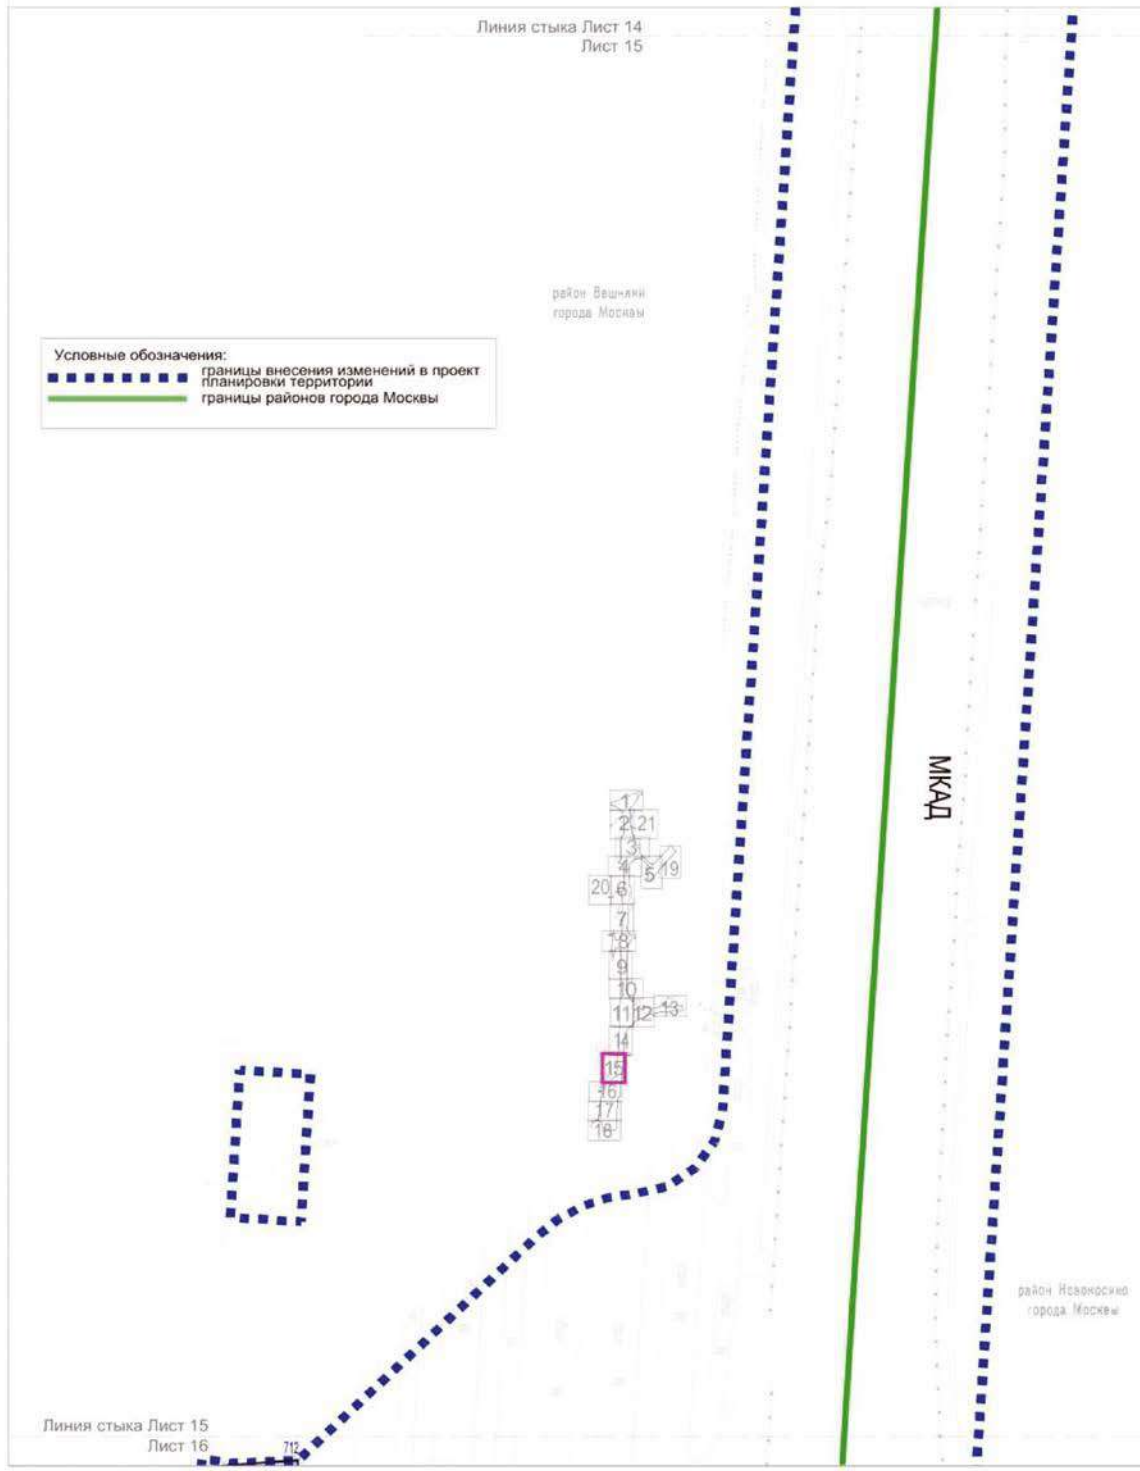 Линия стыка Лист 14
Лист 15
район Вешняки
города Москвы
Условные обозначения:
границы внесения изменений в проект
планировки территории
границы районов города Москвы
МКАД
1
2 21
3
4 5 19
20 6
7
18
9
10
11 12 13
14
15
16
17
18
район Новокосино
города Москвы
Линия стыка Лист 15
Лист 16
712